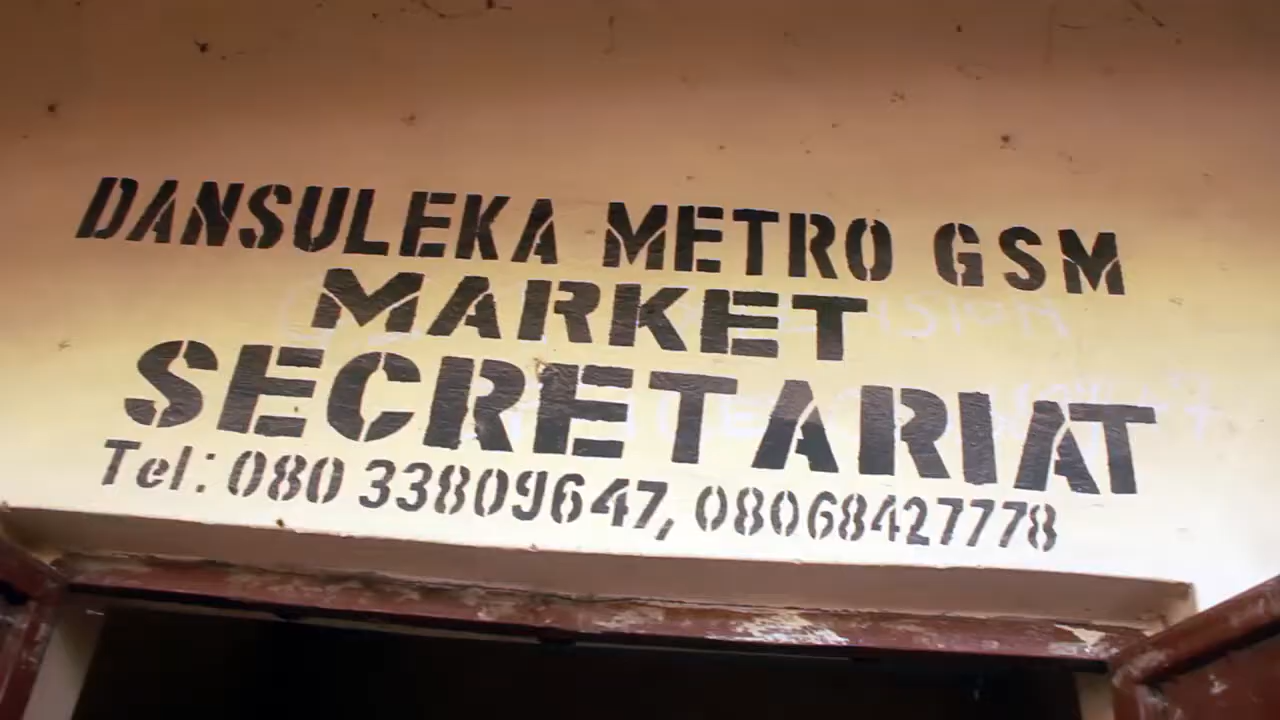 DANSULEKA METRO GSM
MARKET
SECRETARIAT
Tel: 080 33809647, 08068427778